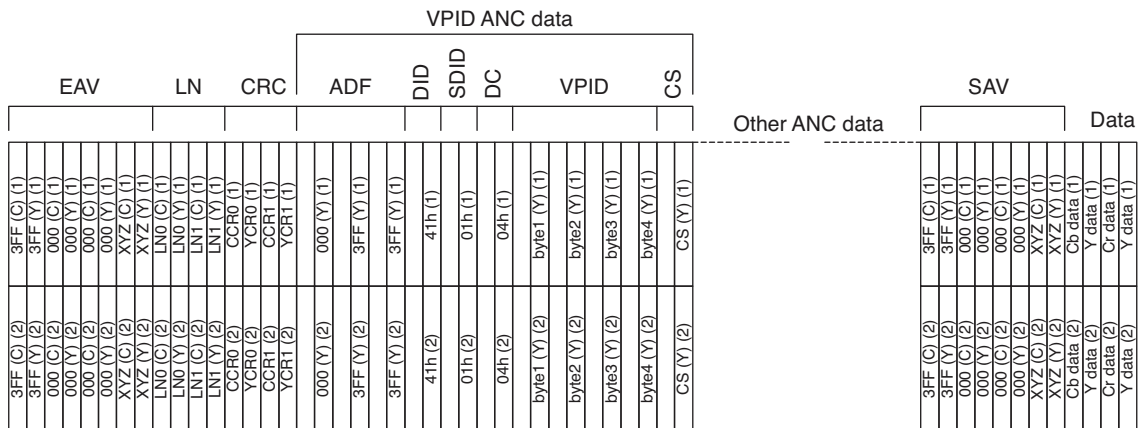 VPID ANC data
EAV LN CRC ADF DID SDID DC VPID CS SAV
Other ANC data Data
3FF (C) (1)
3FF (Y) (1)
000 (C) (1)
000 (Y) (1)
000 (C) (1)
000 (Y) (1)
XYZ (C) (1)
XYZ (Y) (1)
LN0 (C) (1)
LN0 (Y) (1)
LN1 (C) (1)
LN1 (Y) (1)
CCR0 (1)
YCR0 (1)
CCR1 (1)
YCR1 (1)
000 (Y) (1)
3FF (Y) (1)
3FF (Y) (1)
41h (1)
01h (1)
04h (1)
byte1 (Y) (1)
byte2 (Y) (1)
byte3 (Y) (1)
byte4 (Y) (1)
CS (Y) (1)
3FF (C) (1)
3FF (Y) (1)
000 (C) (1)
000 (C) (1)
000 (C) (1)
000 (Y) (1)
XYZ (C) (1)
XYZ (Y) (1)
Cb data (1)
Y data (1)
Cr data (1)
Y data (1)
3FF (C) (2)
3FF (Y) (2)
000 (C) (2)
000 (Y) (2)
000 (C) (2)
000 (Y) (2)
XYZ (C) (2)
XYZ (Y) (2)
LN0 (C) (2)
LN0 (Y) (2)
LN1 (C) (2)
LN1 (Y) (2)
CCR0 (2)
YCR0 (2)
CCR1 (2)
YCR1 (2)
000 (Y) (2)
3FF (Y) (2)
3FF (Y) (2)
41h (2)
01h (2)
04h (2)
byte1 (Y) (2)
byte2 (Y) (2)
byte3 (Y) (2)
byte4 (Y) (2)
CS (Y) (2)
3FF (C) (2)
3FF (Y) (2)
000 (C) (2)
000 (C) (2)
000 (C) (2)
000 (Y) (2)
XYZ (C) (2)
XYZ (Y) (2)
Cb data (2)
Y data (2)
Cr data (2)
Y data (2)